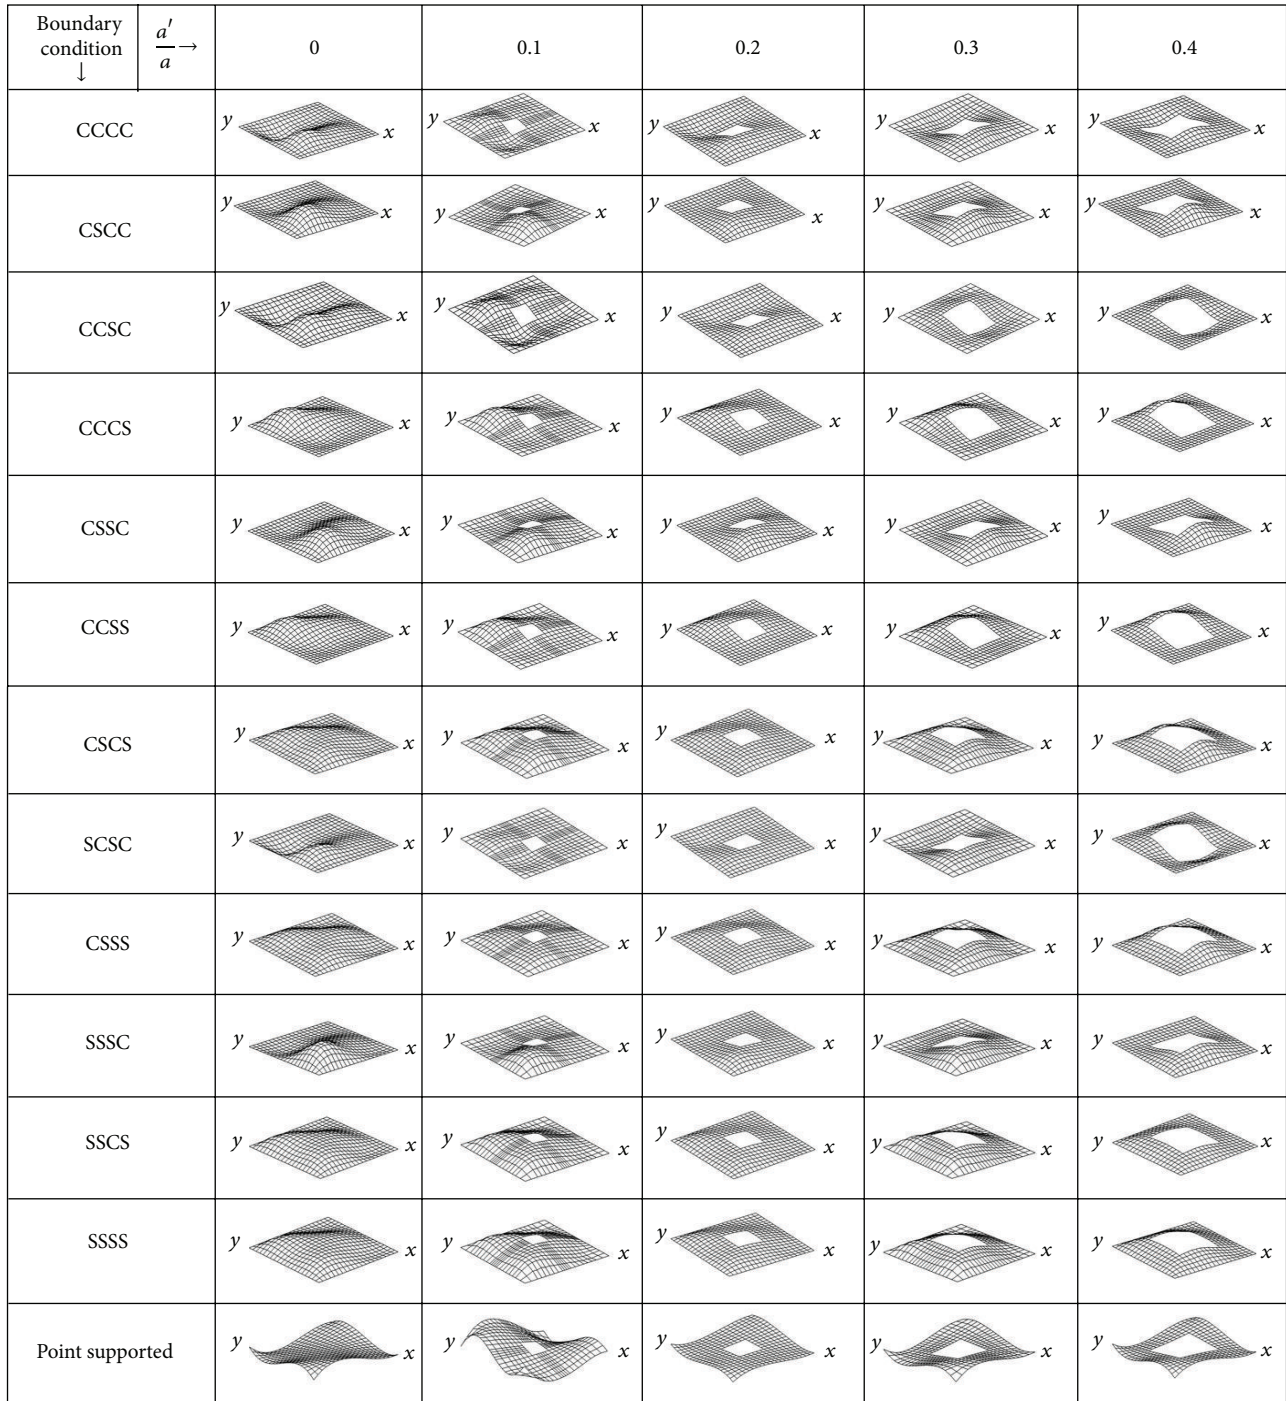 Boundary condition ↓ a′/a → 0 0.1 0.2 0.3 0.4
CCCC y x y x y x y x y x
CSCC y x y x y x y x y x
CCSC y x y x y x y x y x
CCCS y x y x y x y x y x
CSSC y x y x y x y x y x
CCSS y x y x y x y x y x
CSCS y x y x y x y x y x
SCSC y x y x y x y x y x
CSSS y x y x y x y x y x
SSSC y x y x y x y x y x
SSCS y x y x y x y x y x
SSSS y x y x y x y x y x
Point supported y x y x y x y x y x